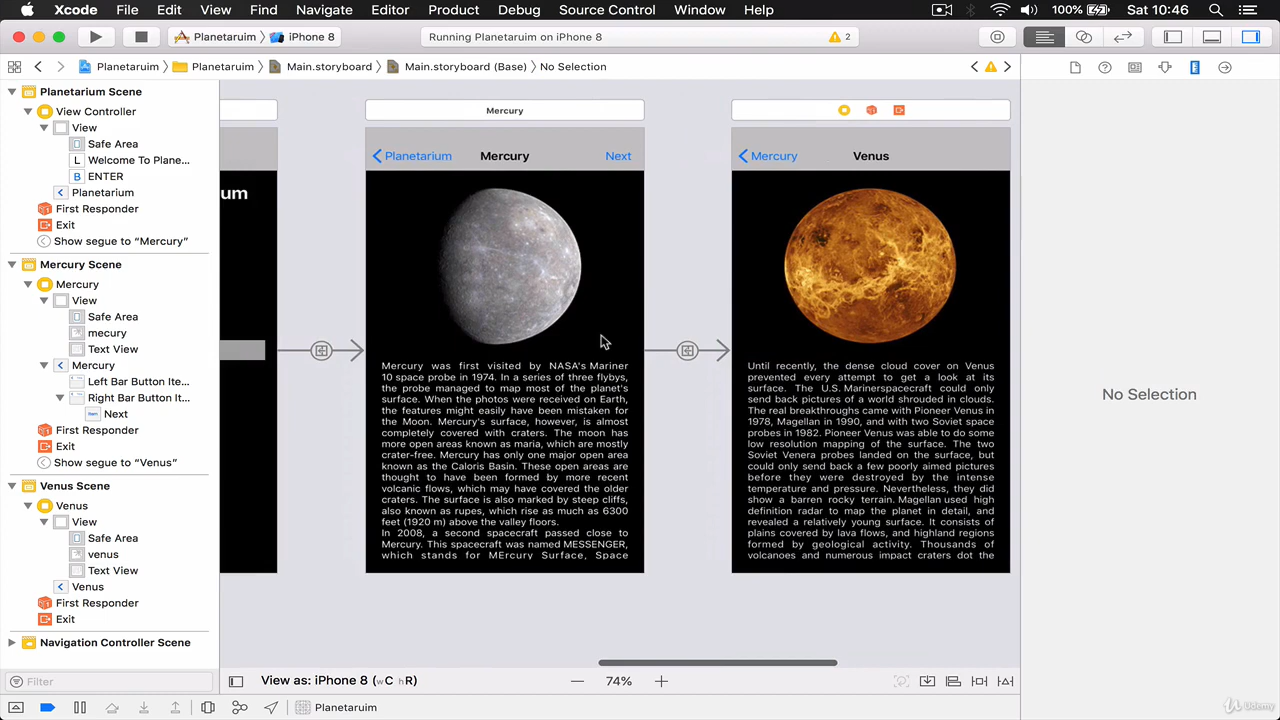 Xcode File Edit View Find Navigate Editor Product Debug Source Control Window Help 100% Sat 10:46
Planetaruim iPhone 8 Running Planetaruim on iPhone 8 2
Planetaruim Planetaruim Main.storyboard Main.storyboard (Base) No Selection
Planetarium Scene
View Controller
View
Safe Area
L Welcome To Plane...
B ENTER
Planetarium
First Responder
Exit
Show segue to “Mercury”
Mercury Scene
Mercury
View
Safe Area
mecury
Text View
Mercury
Left Bar Button Ite...
Right Bar Button It...
Next
First Responder
Exit
Show segue to “Venus”
Venus Scene
Venus
View
Safe Area
venus
Text View
Venus
First Responder
Exit
Navigation Controller Scene
Filter
um
Mercury
Planetarium Mercury Next
Mercury was first visited by NASA's Mariner
10 space probe in 1974. In a series of three flybys,
the probe managed to map most of the planet's
surface. When the photos were received on Earth,
the features might easily have been mistaken for
the Moon. Mercury's surface, however, is almost
completely covered with craters. The moon has
more open areas known as maria, which are mostly
crater-free. Mercury has only one major open area
known as the Caloris Basin. These open areas are
thought to have been formed by more recent
volcanic flows, which may have covered the older
craters. The surface is also marked by steep cliffs,
also known as rupes, which rise as much as 6300
feet (1920 m) above the valley floors.
In 2008, a second spacecraft passed close to
Mercury. This spacecraft was named MESSENGER,
which stands for MErcury Surface, Space
Mercury Venus
Until recently, the dense cloud cover on Venus
prevented every attempt to get a look at its
surface. The U.S. Marinerspacecraft could only
send back pictures of a world shrouded in clouds.
The real breakthroughs came with Pioneer Venus in
1978, Magellan in 1990, and with two Soviet space
probes in 1982. Pioneer Venus was able to do some
low resolution mapping of the surface. The two
Soviet Venera probes landed on the surface, but
could only send back a few poorly aimed pictures
before they were destroyed by the intense
temperature and pressure. Nevertheless, they did
show a barren rocky terrain. Magellan used high
definition radar to map the planet in detail, and
revealed a relatively young surface. It consists of
plains covered by lava flows, and highland regions
formed by geological activity. Thousands of
volcanoes and numerous impact craters dot the
No Selection
View as: iPhone 8 (wC hR) 74%
Planetaruim
Udemy